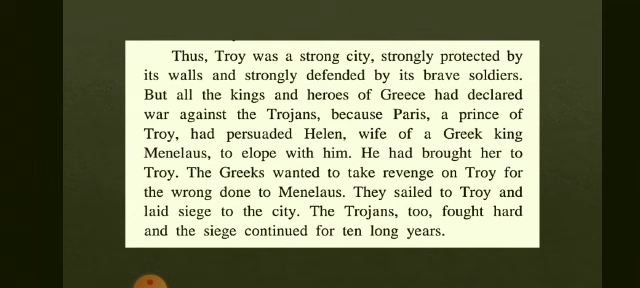 Thus, Troy was a strong city, strongly protected by
its walls and strongly defended by its brave soldiers.
But all the kings and heroes of Greece had declared
war against the Trojans, because Paris, a prince of
Troy, had persuaded Helen, wife of a Greek king
Menelaus, to elope with him. He had brought her to
Troy. The Greeks wanted to take revenge on Troy for
the wrong done to Menelaus. They sailed to Troy and
laid siege to the city. The Trojans, too, fought hard
and the siege continued for ten long years.